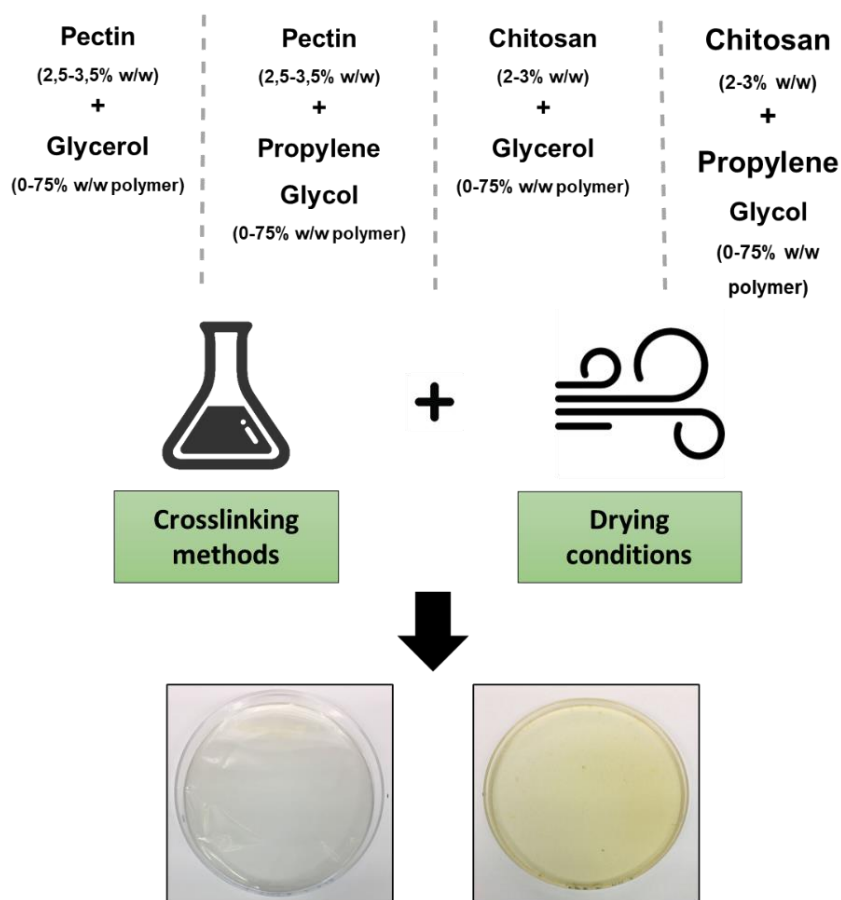 Pectin
(2,5-3,5% w/w)
+
Glycerol
(0-75% w/w polymer)
Pectin
(2,5-3,5% w/w)
+
Propylene
Glycol
(0-75% w/w polymer)
Chitosan
(2-3% w/w)
+
Glycerol
(0-75% w/w polymer)
Chitosan
(2-3% w/w)
+
Propylene
Glycol
(0-75% w/w
polymer)
+
Crosslinking
methods
Drying
conditions